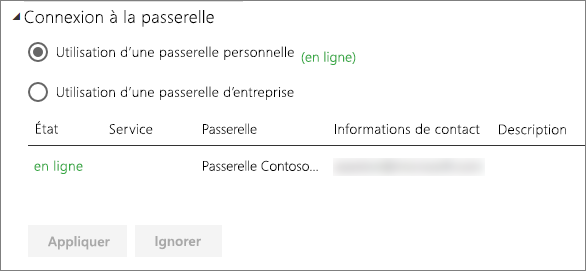 Connexion à la passerelle
Utilisation d'une passerelle personnelle (en ligne)
Utilisation d'une passerelle d'entreprise
État Service Passerelle Informations de contact Description
en ligne Passerelle Contoso...
Appliquer Ignorer